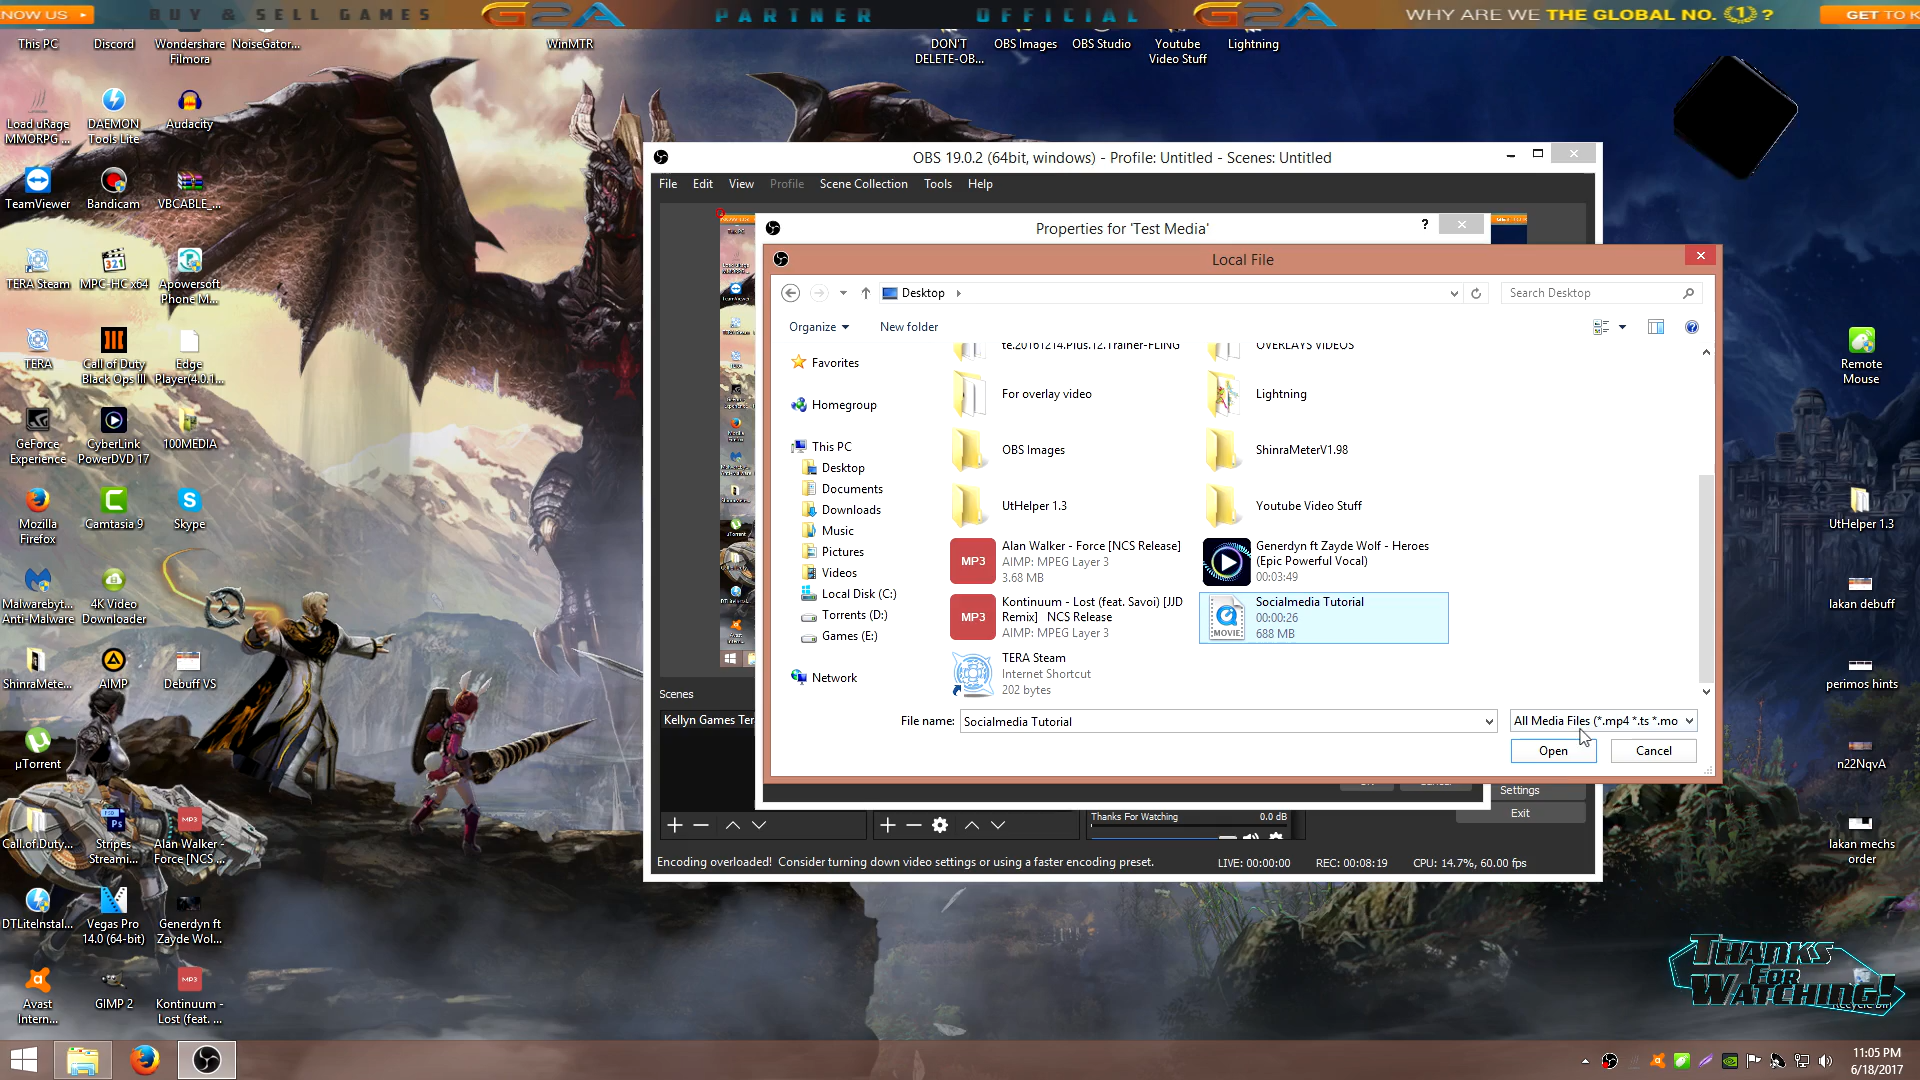 NOW US
BUY & SELL GAMES
G2A
PARTNER
OFFICIAL
G2A
WHY ARE WE THE GLOBAL NO. 1 ?
GET TO K
This PC
Discord
Wondershare
Filmora
NoiseGator...
WinMTR
DON'T
DELETE-OB...
OBS Images
OBS Studio
Youtube
Video Stuff
Lightning
Load uRage
MMORPG ...
DAEMON
Tools Lite
Audacity
TeamViewer
Bandicam
VBCABLE_...
TERA Steam
MPC-HC x64
Apowersoft
Phone M...
TERA
Call of Duty
Black Ops III
Edge
Player(4.0.1...
GeForce
Experience
CyberLink
PowerDVD 17
100MEDIA
Mozilla
Firefox
Camtasia 9
Skype
Malwarebyt...
Anti-Malware
4K Video
Downloader
ShinraMete...
AIMP
Debuff VS
µTorrent
Call.of.Duty...
Stripes
Streami...
Alan Walker -
Force [NCS ...
DTLiteInstal...
Vegas Pro
14.0 (64-bit)
Generdyn ft
Zayde Wol...
Avast
Intern...
GIMP 2
Kontinuum -
Lost (feat. ...
OBS 19.0.2 (64bit, windows) - Profile: Untitled - Scenes: Untitled
File
Edit
View
Profile
Scene Collection
Tools
Help
Properties for 'Test Media'
?
Local File
Desktop
Search Desktop
Organize
New folder
Favorites
Homegroup
This PC
Desktop
Documents
Downloads
Music
Pictures
Videos
Local Disk (C:)
Torrents (D:)
Games (E:)
Network
te.20161214.Plus.12.Trainer-FLING
OVERLAYS VIDEOS
For overlay video
Lightning
OBS Images
ShinraMeterV1.98
UtHelper 1.3
Youtube Video Stuff
MP3
Alan Walker - Force [NCS Release]
AIMP: MPEG Layer 3
3.68 MB
Generdyn ft Zayde Wolf - Heroes
(Epic Powerful Vocal)
00:03:49
MP3
Kontinuum - Lost (feat. Savoi) [JJD
Remix]   NCS Release
AIMP: MPEG Layer 3
MOVIE
Socialmedia Tutorial
00:00:26
688 MB
TERA Steam
Internet Shortcut
202 bytes
File name:
Socialmedia Tutorial
All Media Files (*.mp4 *.ts *.mo
Open
Cancel
Scenes
Kellyn Games Ter
Thanks For Watching
0.0 dB
Settings
Exit
Encoding overloaded!  Consider turning down video settings or using a faster encoding preset.
LIVE: 00:00:00
REC: 00:08:19
CPU: 14.7%, 60.00 fps
Remote
Mouse
UtHelper 1.3
lakan debuff
perimos hints
n22NqvA
lakan mechs
order
THANKS
FOR
WATCHING!
11:05 PM
6/18/2017